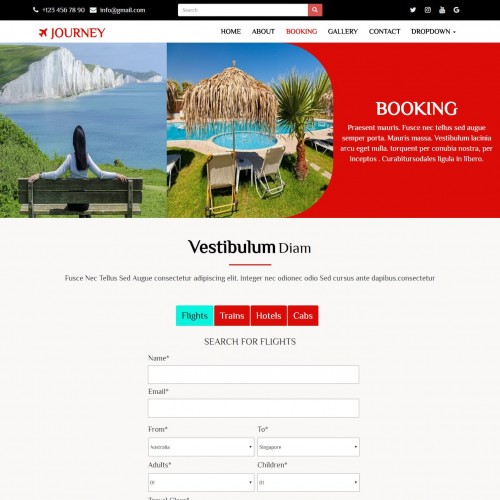 +123 456 78 90 info@gmail.com Search
JOURNEY HOME ABOUT BOOKING GALLERY CONTACT DROPDOWN
BOOKING
Praesent mauris. Fusce nec tellus sed augue
semper porta. Mauris massa. Vestibulum lacinia
arcu eget nulla. torquent per conubia nostra, per
inceptos . Curabitursodales ligula in libero.
Vestibulum Diam
Fusce Nec Tellus Sed Augue consectetur adipiscing elit. Integer nec odionec odio Sed cursus ante dapibus.consectetur
Flights Trains Hotels Cabs
SEARCH FOR FLIGHTS
Name*
Email*
From* To*
Australia Singapore
Adults* Children*
01 01